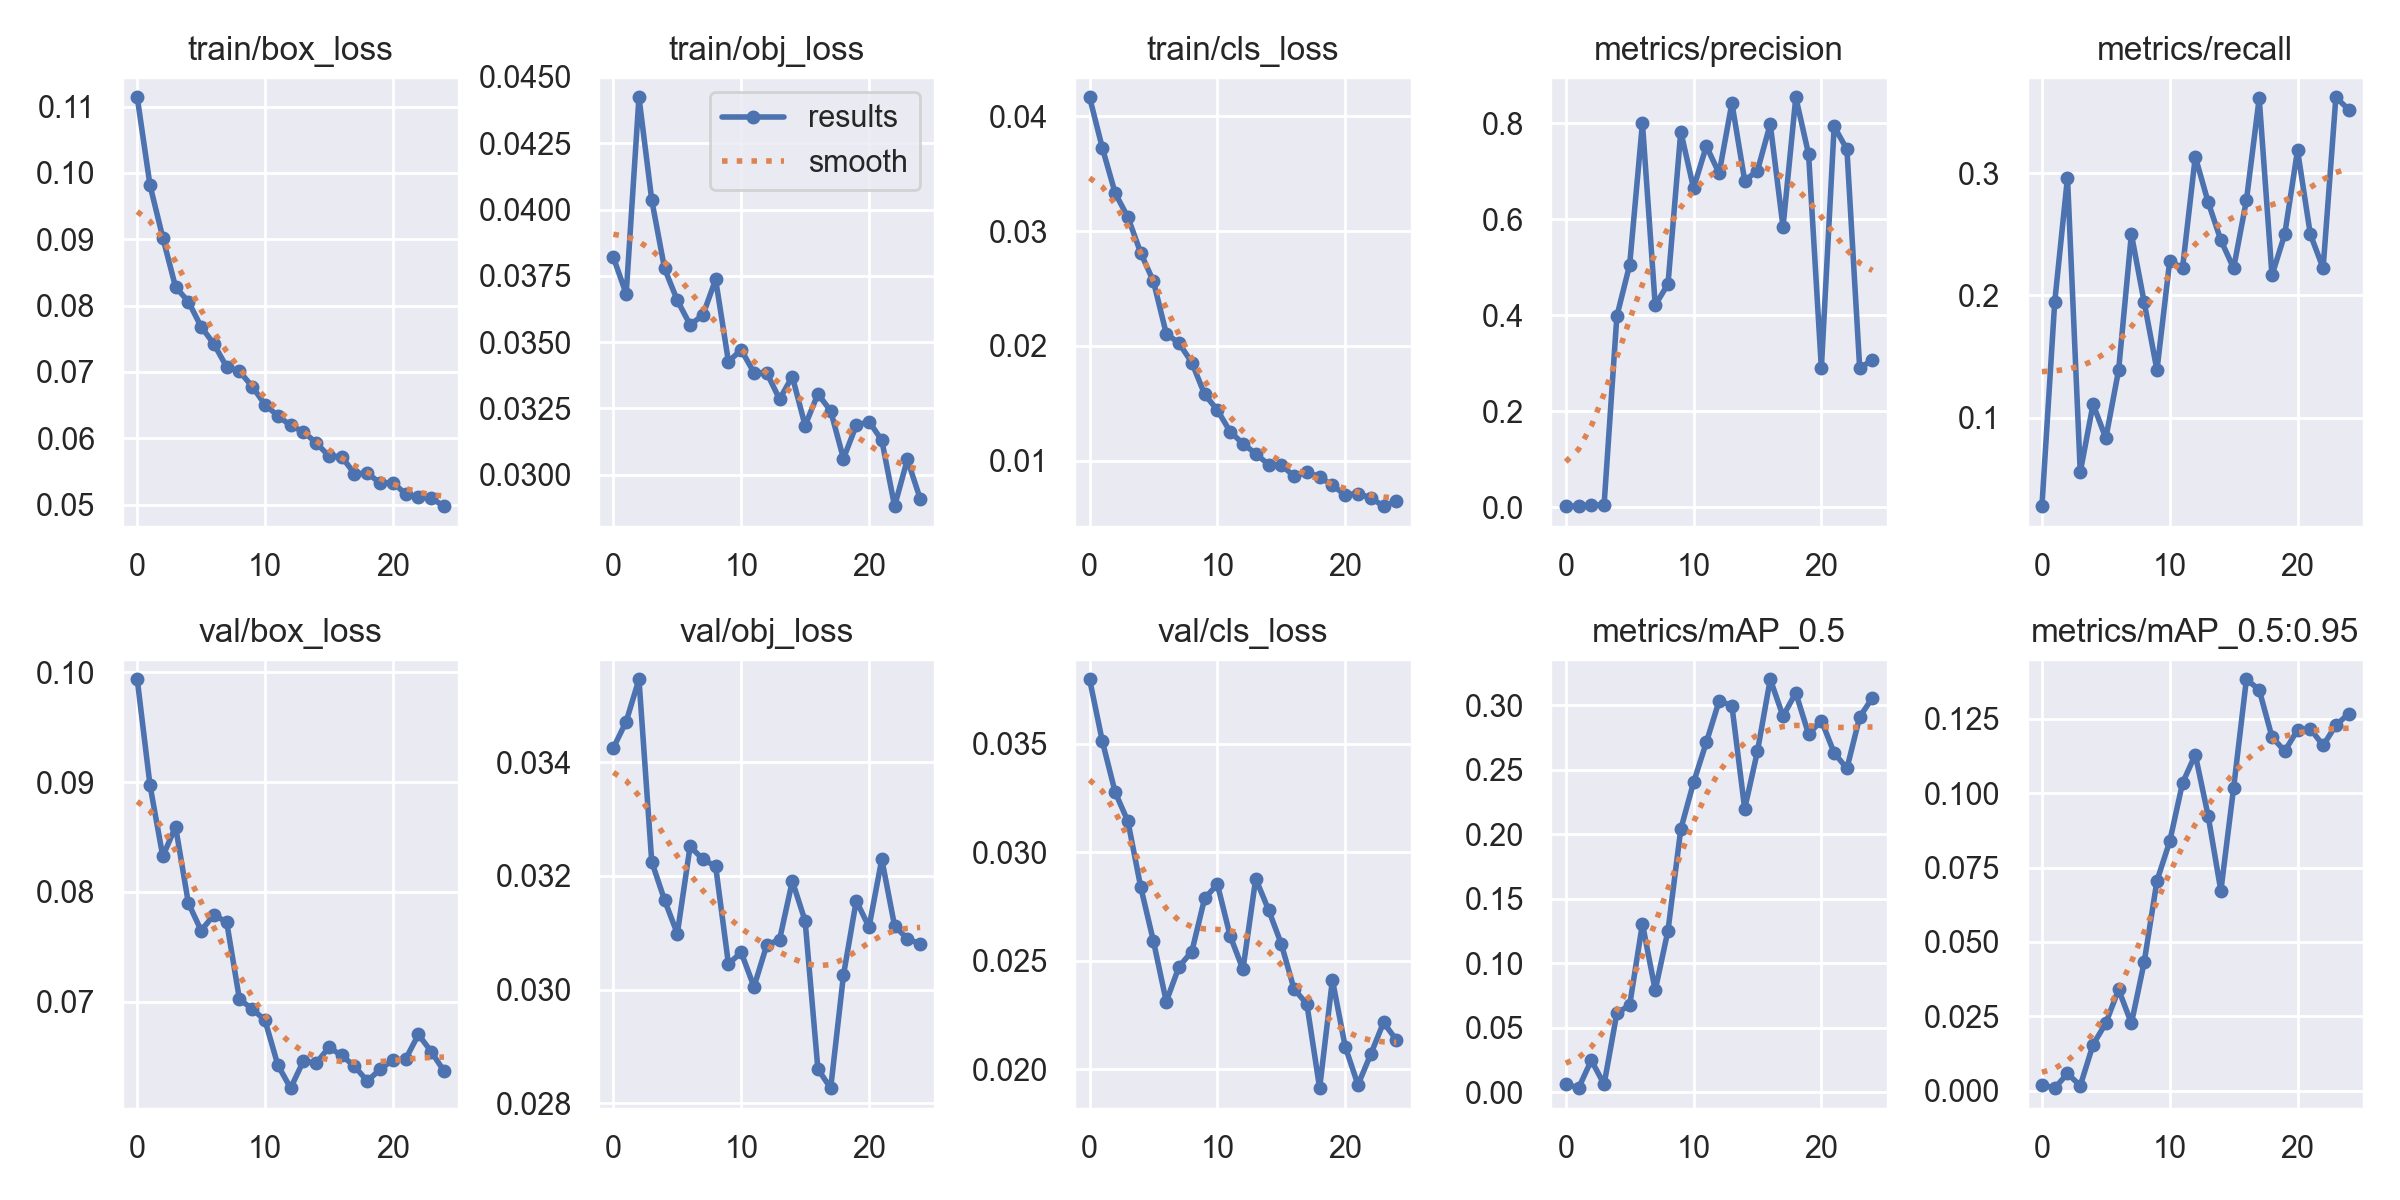 train/box_loss
0.11
0.10
0.09
0.08
0.07
0.06
0.05
0 10 20
train/obj_loss
0.0450
0.0425
0.0400
0.0375
0.0350
0.0325
0.0300
results
smooth
0 10 20
train/cls_loss
0.04
0.03
0.02
0.01
0 10 20
metrics/precision
0.8
0.6
0.4
0.2
0.0
0 10 20
metrics/recall
0.3
0.2
0.1
0 10 20
val/box_loss
0.10
0.09
0.08
0.07
0 10 20
val/obj_loss
0.034
0.032
0.030
0.028
0 10 20
val/cls_loss
0.035
0.030
0.025
0.020
0 10 20
metrics/mAP_0.5
0.30
0.25
0.20
0.15
0.10
0.05
0.00
0 10 20
metrics/mAP_0.5:0.95
0.125
0.100
0.075
0.050
0.025
0.000
0 10 20